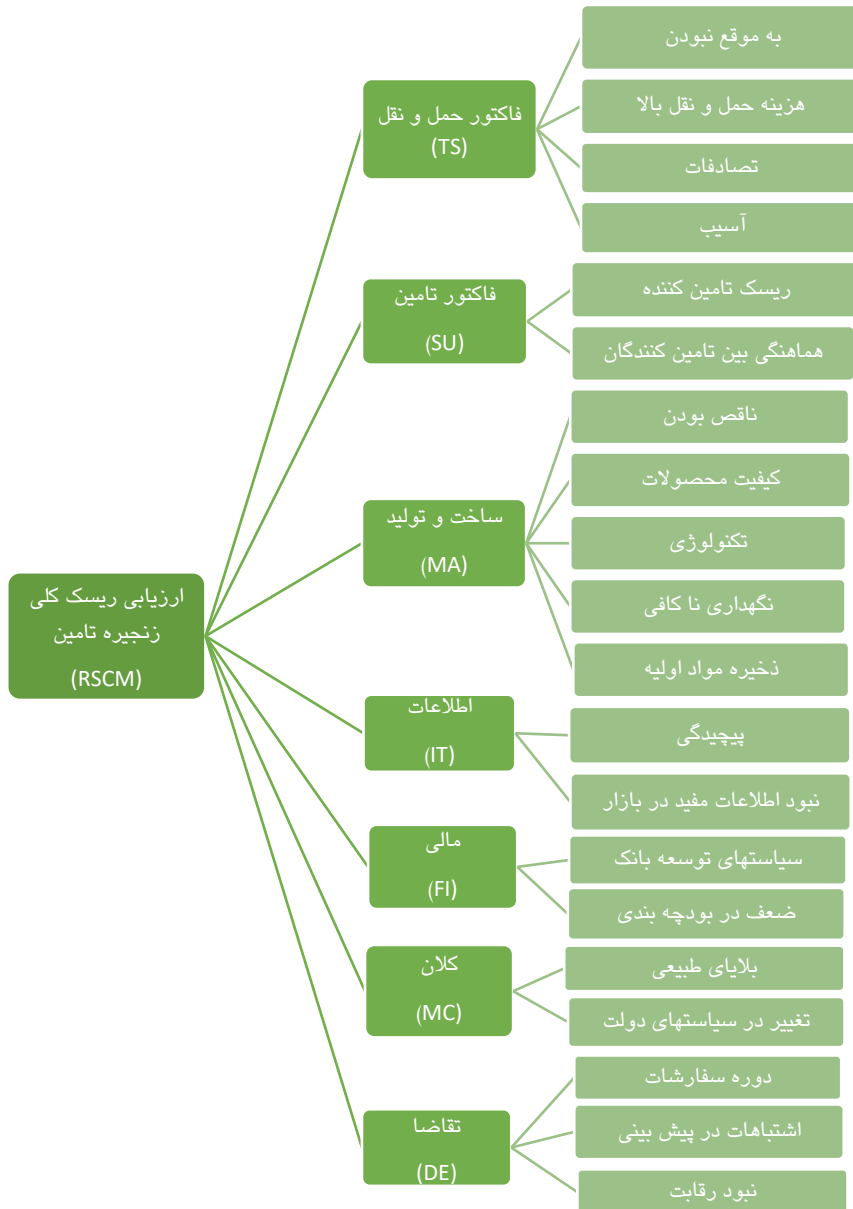 ارزیابی ریسک کلی
زنجیره تامین
(RSCM)
فاکتور حمل و نقل
(TS)
به موقع نبودن
هزینه حمل و نقل بالا
تصادفات
آسیب
فاکتور تامین
(SU)
ریسک تامین کننده
هماهنگی بین تامین کنندگان
ساخت و تولید
(MA)
ناقص بودن
کیفیت محصولات
تکنولوژی
نگهداری نا کافی
ذخیره مواد اولیه
اطلاعات
(IT)
پیچیدگی
نبود اطلاعات مفید در بازار
مالی
(FI)
سیاستهای توسعه بانک
ضعف در بودچه بندی
کلان
(MC)
بلایای طبیعی
تغییر در سیاستهای دولت
تقاضا
(DE)
دوره سفارشات
اشتباهات در پیش بینی
نبود رقابت